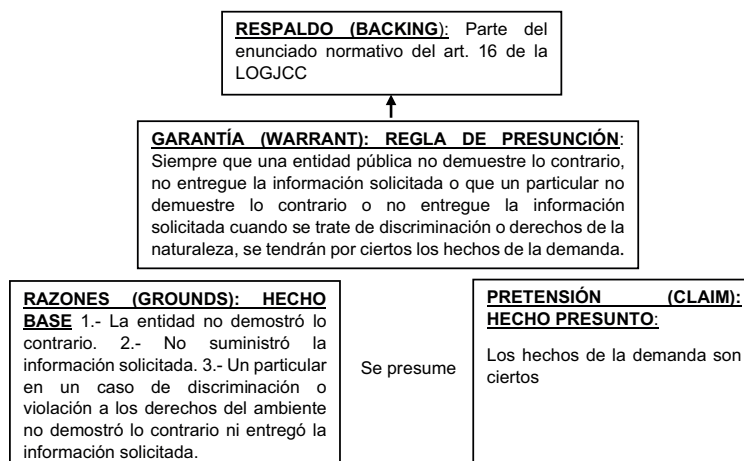 RESPALDO (BACKING): Parte del
enunciado normativo del art. 16 de la
LOGJCC
GARANTÍA (WARRANT): REGLA DE PRESUNCIÓN:
Siempre que una entidad pública no demuestre lo contrario,
no entregue la información solicitada o que un particular no
demuestre lo contrario o no entregue la información
solicitada cuando se trate de discriminación o derechos de la
naturaleza, se tendrán por ciertos los hechos de la demanda.
RAZONES (GROUNDS): HECHO
BASE 1.- La entidad no demostró lo
contrario. 2.- No suministró la
información solicitada. 3.- Un particular
en un caso de discriminación o
violación a los derechos del ambiente
no demostró lo contrario ni entregó la
información solicitada.
Se presume
PRETENSIÓN (CLAIM):
HECHO PRESUNTO:
Los hechos de la demanda son
ciertos